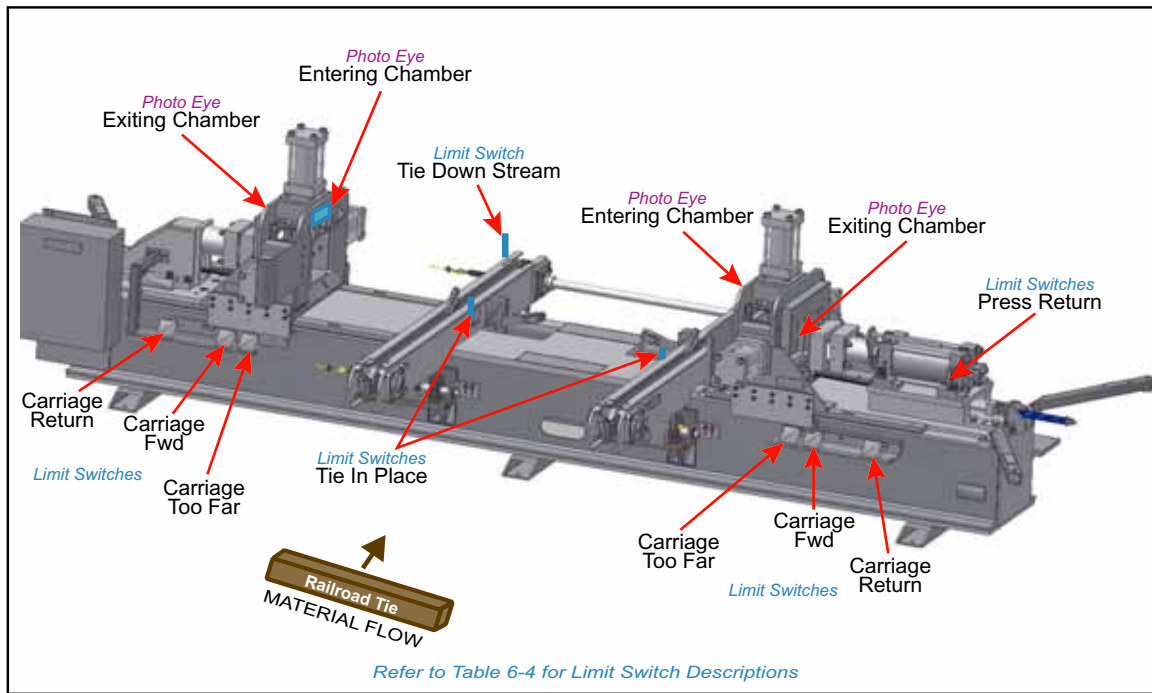 Photo Eye
Entering Chamber
Photo Eye
Exiting Chamber
Limit Switch
Tie Down Stream
Photo Eye
Entering Chamber
Photo Eye
Exiting Chamber
Limit Switches
Press Return
Carriage
Return
Carriage
Fwd
Carriage
Too Far
Limit Switches
Limit Switches
Tie In Place
Carriage
Too Far
Carriage
Fwd
Carriage
Return
Limit Switches
Railroad Tie
MATERIAL FLOW
Refer to Table 6-4 for Limit Switch Descriptions